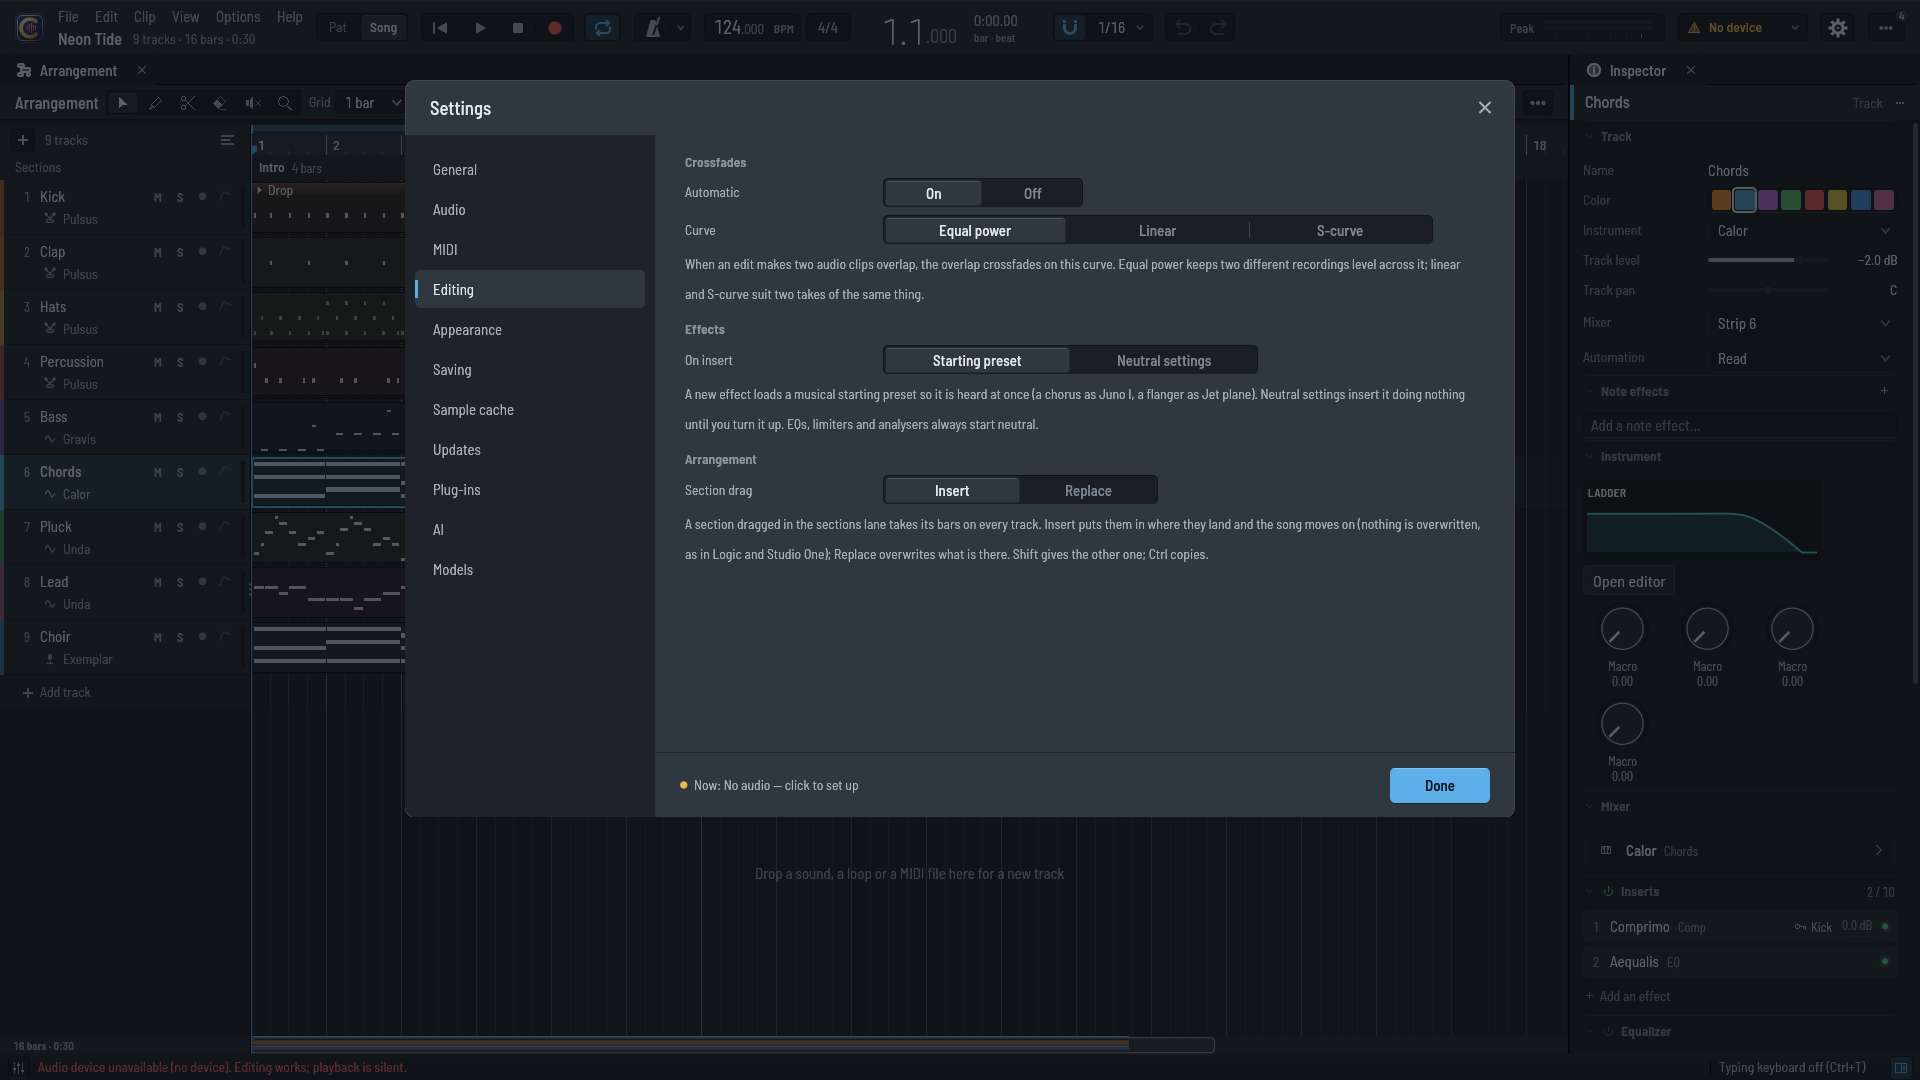 File Edit Clip View Options Help
Neon Tide 9 tracks · 16 bars · 0:30
Pat Song
124.000 BPM 4/4
1.1.000
0:00.00
bar · beat
1/16
Peak
No device
4
Arrangement
Inspector
Arrangement
Grid 1 bar
Chords Track
9 tracks
1 2 18
Sections
Intro 4 bars
Drop
1 Kick M S
Pulsus
2 Clap M S
Pulsus
3 Hats M S
Pulsus
4 Percussion M S
Pulsus
5 Bass M S
Gravis
6 Chords M S
Calor
7 Pluck M S
Unda
8 Lead M S
Unda
9 Choir M S
Exemplar
Add track
Settings
General
Audio
MIDI
Editing
Appearance
Saving
Sample cache
Updates
Plug-ins
AI
Models
Crossfades
Automatic On Off
Curve Equal power Linear S-curve
When an edit makes two audio clips overlap, the overlap crossfades on this curve. Equal power keeps two different recordings level across it; linear
and S-curve suit two takes of the same thing.
Effects
On insert Starting preset Neutral settings
A new effect loads a musical starting preset so it is heard at once (a chorus as Juno I, a flanger as Jet plane). Neutral settings insert it doing nothing
until you turn it up. EQs, limiters and analysers always start neutral.
Arrangement
Section drag Insert Replace
A section dragged in the sections lane takes its bars on every track. Insert puts them in where they land and the song moves on (nothing is overwritten,
as in Logic and Studio One); Replace overwrites what is there. Shift gives the other one; Ctrl copies.
Now: No audio — click to set up
Done
Drop a sound, a loop or a MIDI file here for a new track
Track
Name Chords
Color
Instrument Calor
Track level −2.0 dB
Track pan C
Mixer Strip 6
Automation Read
Note effects
Add a note effect...
Instrument
LADDER
Open editor
Macro Macro Macro
0.00 0.00 0.00
Macro
0.00
Mixer
Calor Chords
Inserts 2 / 10
1 Comprimo Comp Kick 0.0 dB
2 Aequalis EQ
Add an effect
Equalizer
16 bars · 0:30
Audio device unavailable (no device). Editing works; playback is silent.
Typing keyboard off (Ctrl+T)